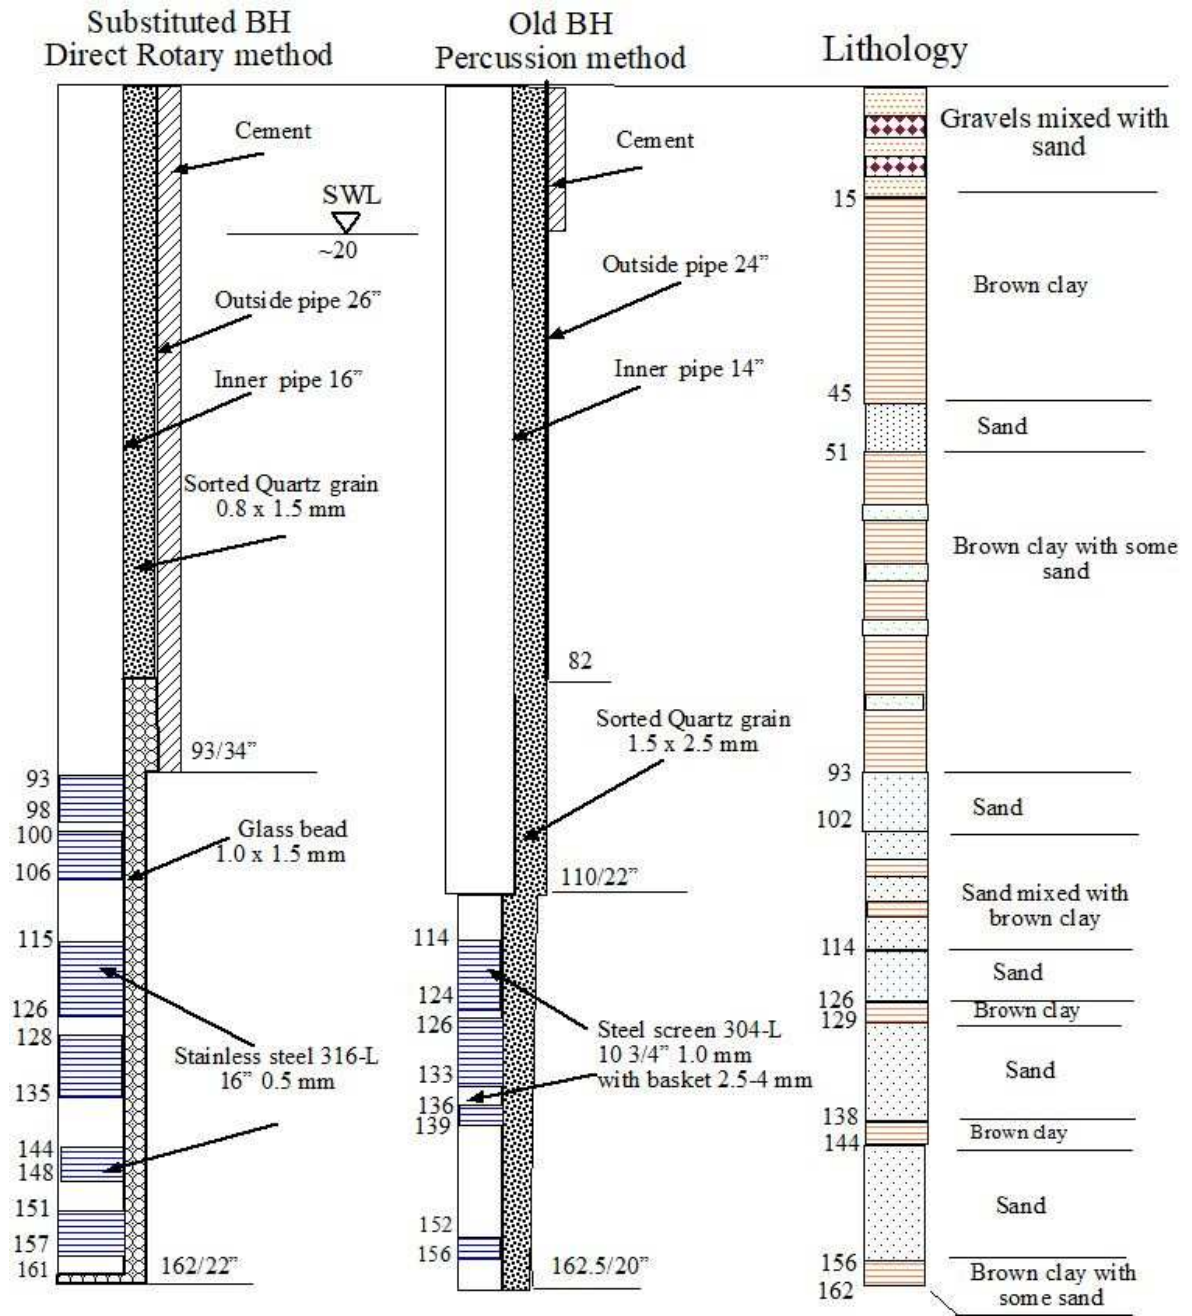 Substituted BH
Direct Rotary method
Cement
SWL
~20
Outside pipe 26”
Inner pipe 16”
Sorted Quartz grain
0.8 x 1.5 mm
93/34”
93
98
100
106
Glass bead
1.0 x 1.5 mm
115
126
128
135
Stainless steel 316-L
16” 0.5 mm
144
148
151
157
161
162/22”
Old BH
Percussion method
Cement
Outside pipe 24”
Inner pipe 14”
82
Sorted Quartz grain
1.5 x 2.5 mm
110/22”
114
124
126
133
136
139
Steel screen 304-L
10 3/4” 1.0 mm
with basket 2.5-4 mm
152
156
162.5/20”
Lithology
Gravels mixed with
sand
15
Brown clay
45
Sand
51
Brown clay with some
sand
93
Sand
102
Sand mixed with
brown clay
114
Sand
126
Brown clay
129
Sand
138
Brown clay
144
Sand
156
Brown clay with
some sand
162